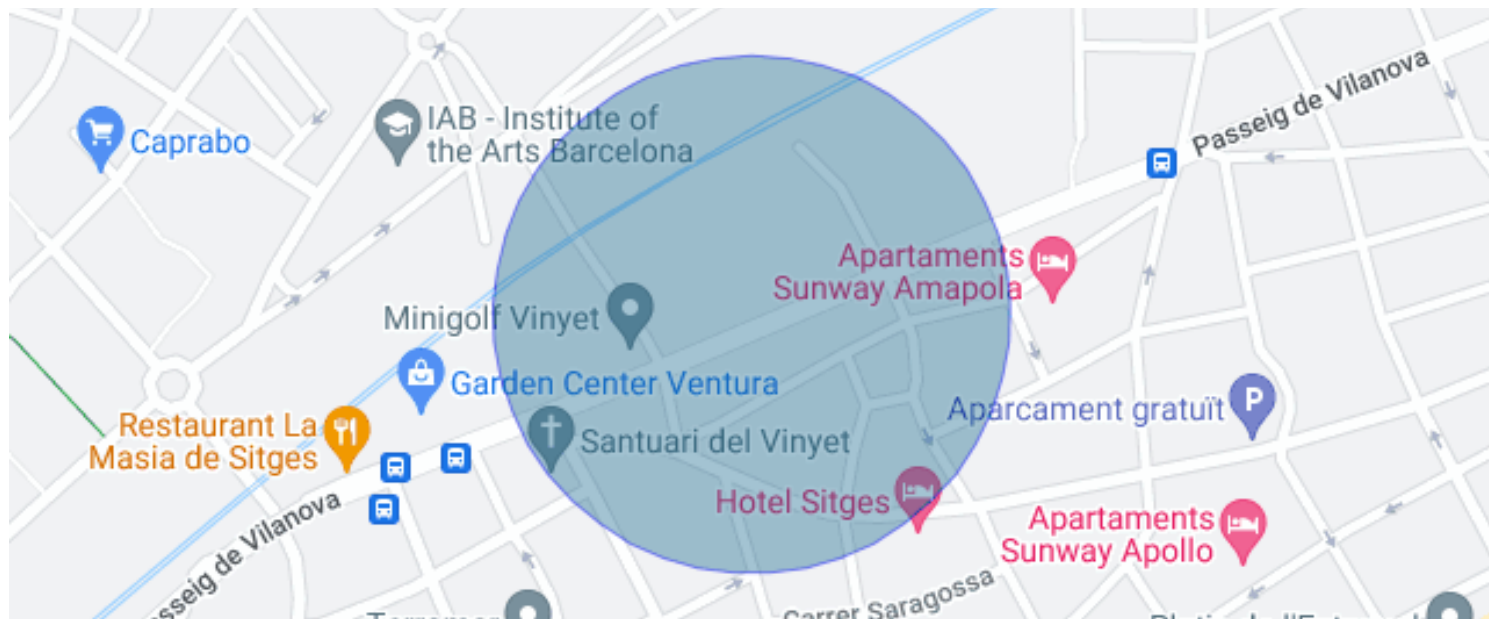 Passeig de Vilanova
IAB - Institute of
the Arts Barcelona
Caprabo
Apartaments
Sunway Amapola
Minigolf Vinyet
Garden Center Ventura
Aparcament gratuït
P
Restaurant La
Masia de Sitges
Santuari del Vinyet
Hotel Sitges
Apartaments
Sunway Apollo
Passeig de Vilanova
Carrer Saragossa